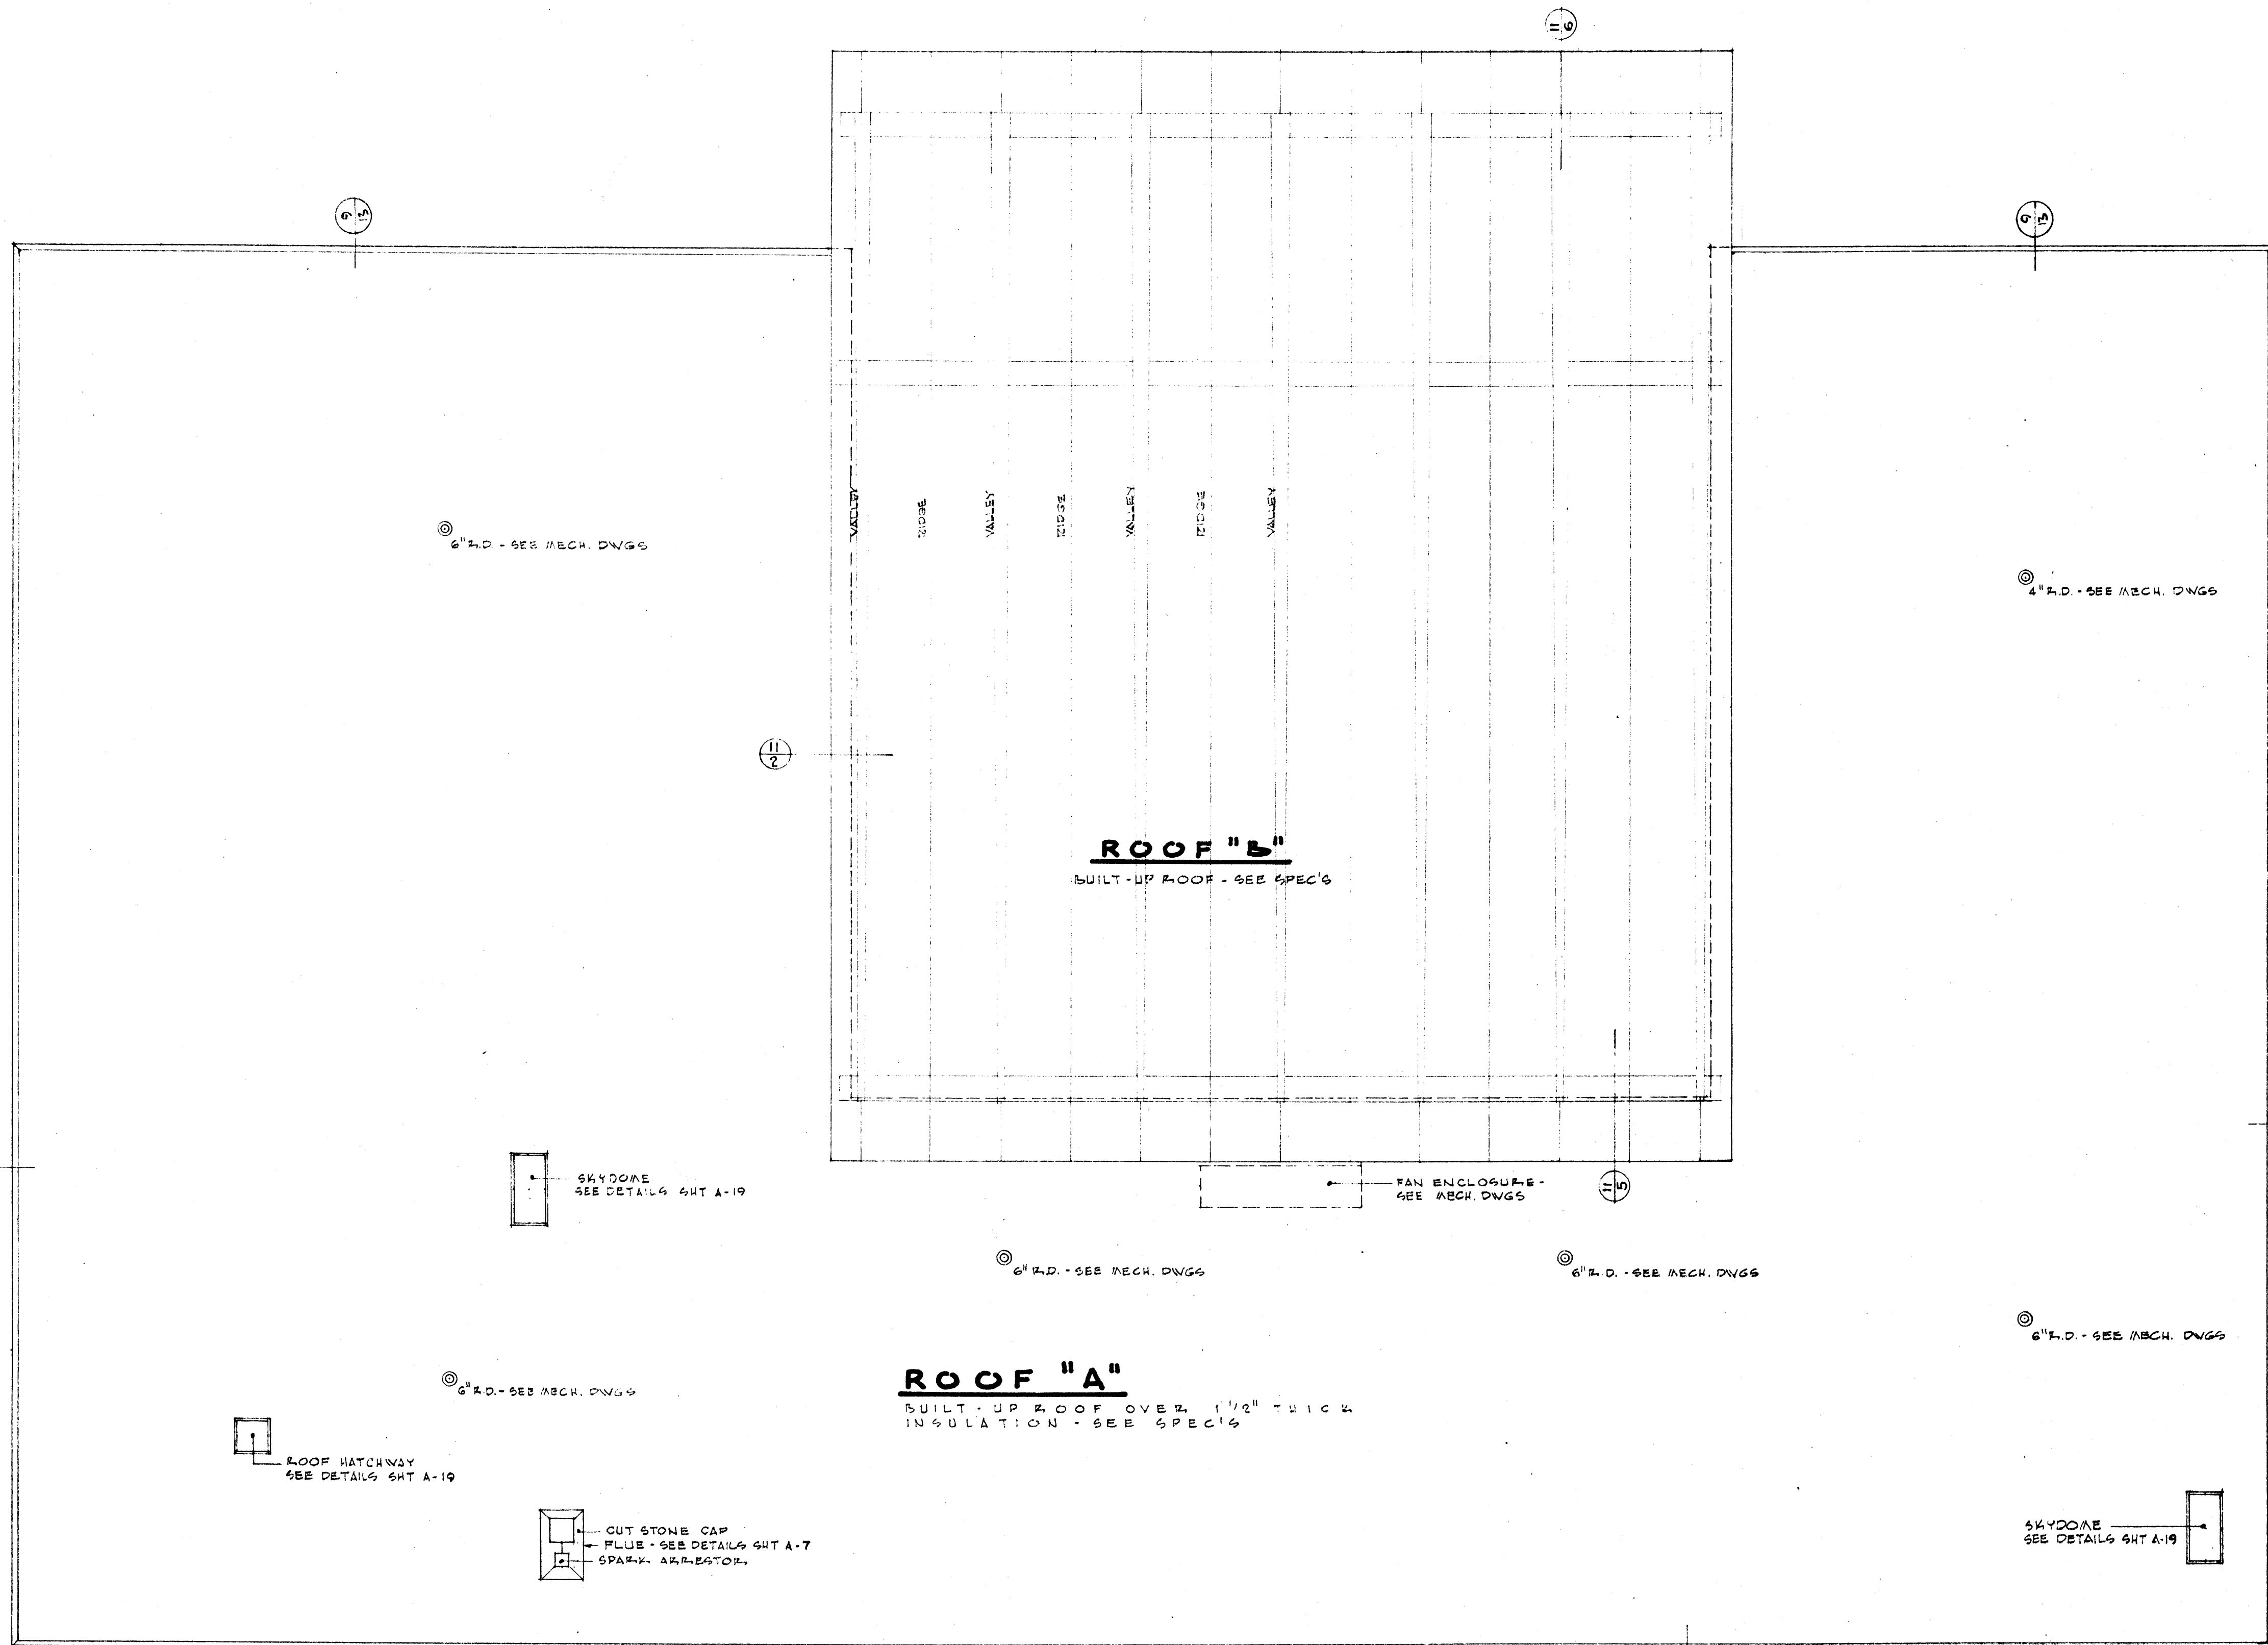 11
6
9
13
9
13
VALLEY
RIDGE
VALLEY
RIDGE
VALLEY
RIDGE
VALLEY
6" R.D. - SEE MECH. DWGS
4" R.D. - SEE MECH. DWGS
11
2
ROOF "B"
BUILT-UP ROOF - SEE SPEC'S
SKYDOME
SEE DETAILS SHT A-19
FAN ENCLOSURE -
SEE MECH. DWGS
11
5
6" R.D. - SEE MECH. DWGS
6" R.D. - SEE MECH. DWGS
6" R.D. - SEE MECH. DWGS
6" R.D. - SEE MECH. DWGS
ROOF "A"
BUILT-UP ROOF OVER 1 1/2" THICK
INSULATION - SEE SPEC'S
ROOF HATCHWAY
SEE DETAILS SHT A-19
CUT STONE CAP
FLUE - SEE DETAILS SHT A-7
SPARK ARRESTOR
SKYDOME
SEE DETAILS SHT A-19